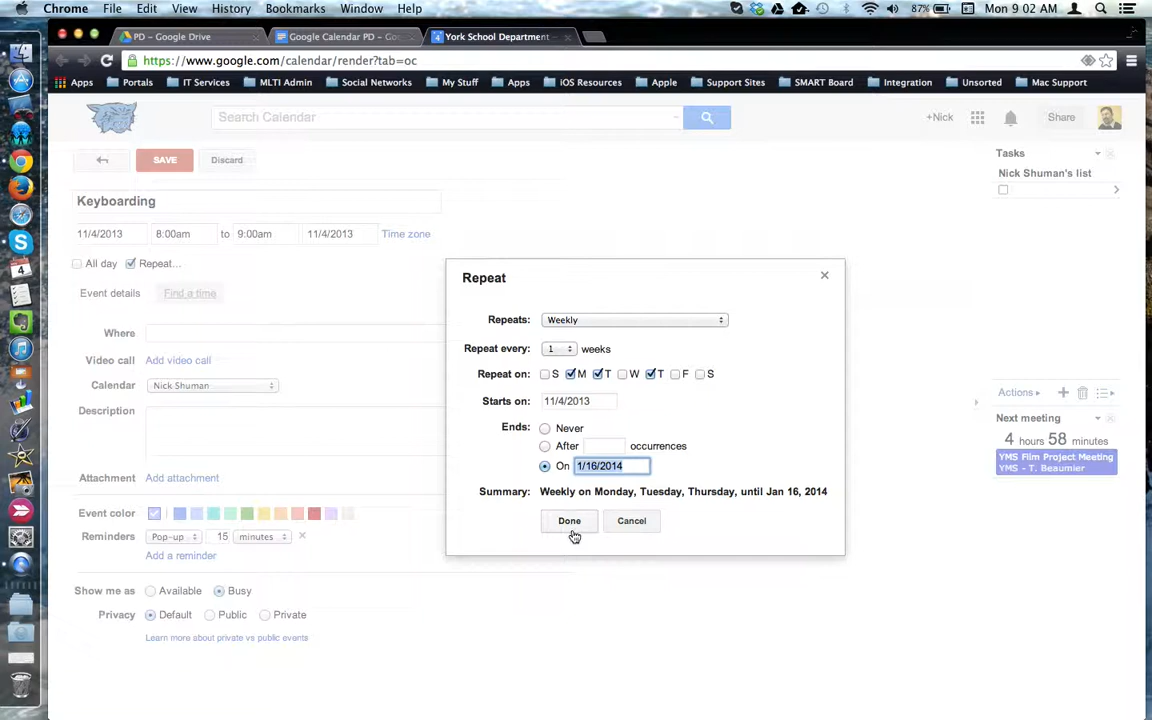 Chrome File Edit View History Bookmarks Window Help 87% Mon 9:02 AM
PD – Google Drive Google Calendar PD – Goo York School Department
https://www.google.com/calendar/render?tab=oc
Apps Portals IT Services MLTI Admin Social Networks My Stuff Apps iOS Resources Apple Support Sites SMART Board Integration Unsorted Mac Support
Search Calendar +Nick Share
SAVE Discard
Tasks
Nick Shuman's list
Keyboarding
11/4/2013 8:00am to 9:00am 11/4/2013 Time zone
All day Repeat...
Event details Find a time
Where
Video call Add video call
Calendar Nick Shuman
Description
Attachment Add attachment
Event color
Reminders Pop-up 15 minutes
Add a reminder
Show me as Available Busy
Privacy Default Public Private
Learn more about private vs public events
Repeat
Repeats: Weekly
Repeat every: 1 weeks
Repeat on: S M T W T F S
Starts on: 11/4/2013
Ends: Never
After occurrences
On 1/16/2014
Summary: Weekly on Monday, Tuesday, Thursday, until Jan 16, 2014
Done Cancel
Actions
Next meeting
4 hours 58 minutes
YMS Film Project Meeting
YMS - T. Beaumier